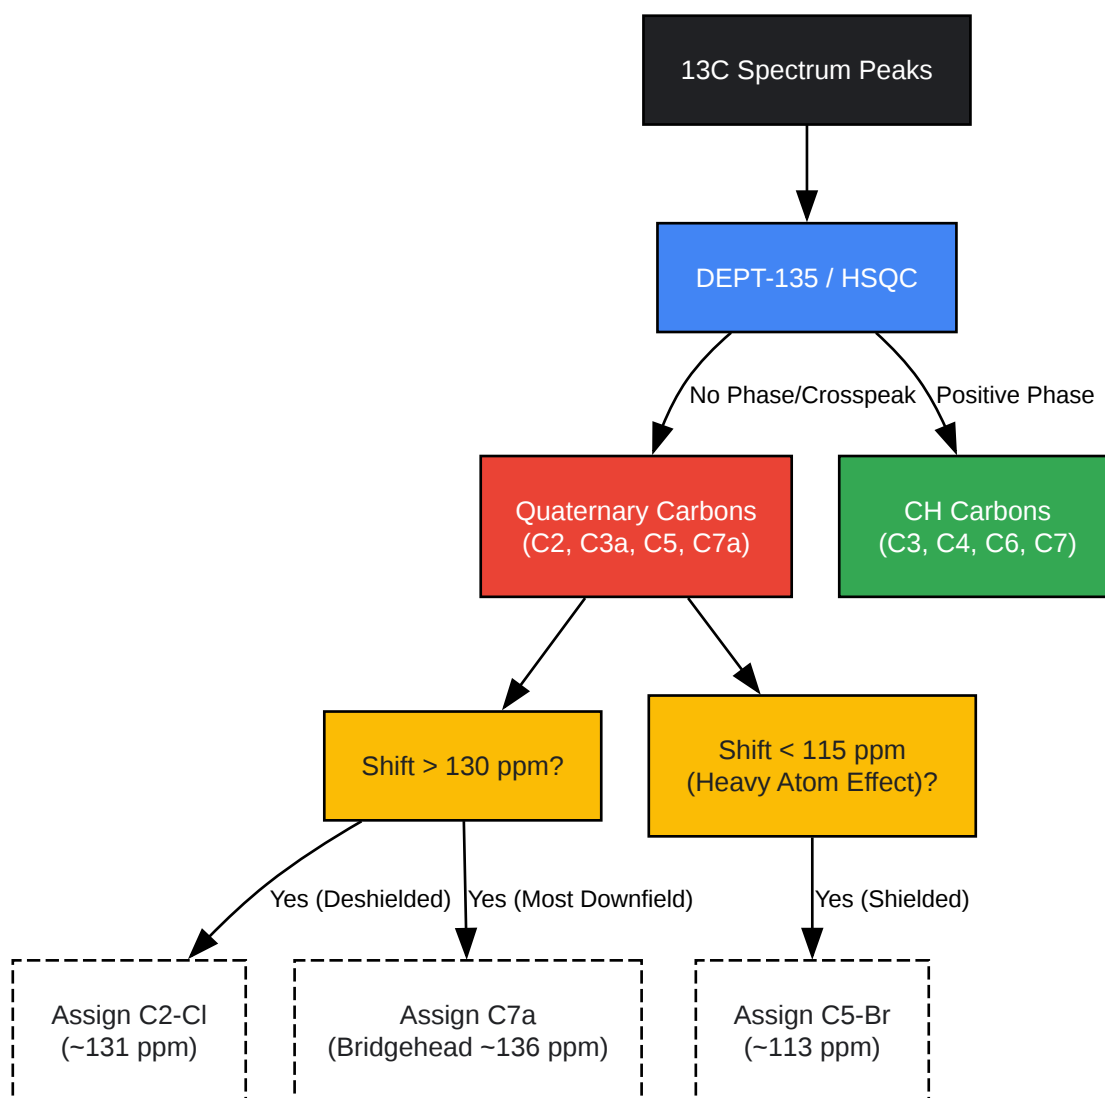 13C Spectrum Peaks
DEPT-135 / HSQC
No Phase/Crosspeak
Positive Phase
Quaternary Carbons
(C2, C3a, C5, C7a)
CH Carbons
(C3, C4, C6, C7)
Shift > 130 ppm?
Shift < 115 ppm
(Heavy Atom Effect)?
Yes (Deshielded)
Yes (Most Downfield)
Yes (Shielded)
Assign C2-Cl
(~131 ppm)
Assign C7a
(Bridgehead ~136 ppm)
Assign C5-Br
(~113 ppm)